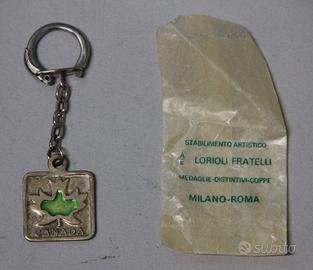 CANADA
STABILIMENTO ARTISTICO
LORIOLI FRATELLI
MEDAGLIE-DISTINTIVI-COPPE
MILANO-ROMA
subito